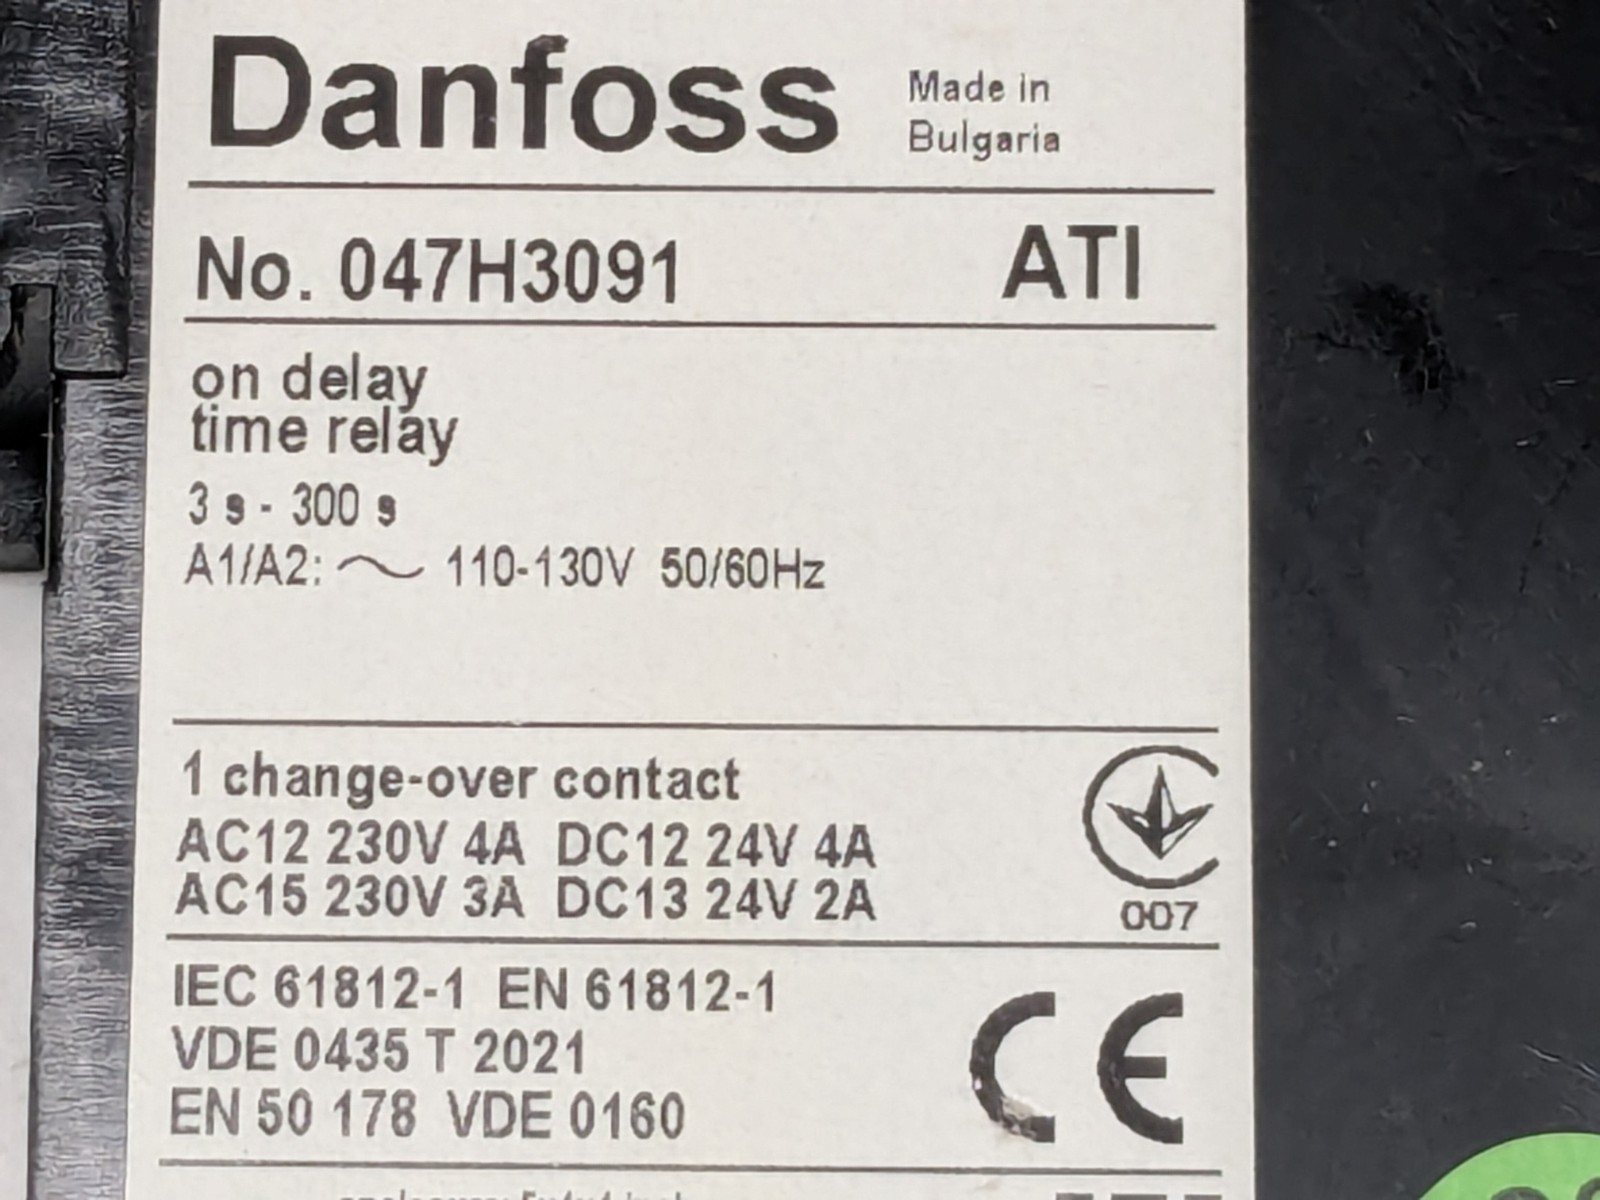 Danfoss
Made in
Bulgaria
No. 047H3091 ATI
on delay
time relay
3 s - 300 s
A1/A2: ~ 110-130V 50/60Hz
1 change-over contact
AC12 230V 4A DC12 24V 4A
AC15 230V 3A DC13 24V 2A
007
IEC 61812-1 EN 61812-1
VDE 0435 T 2021
EN 50 178 VDE 0160
CE